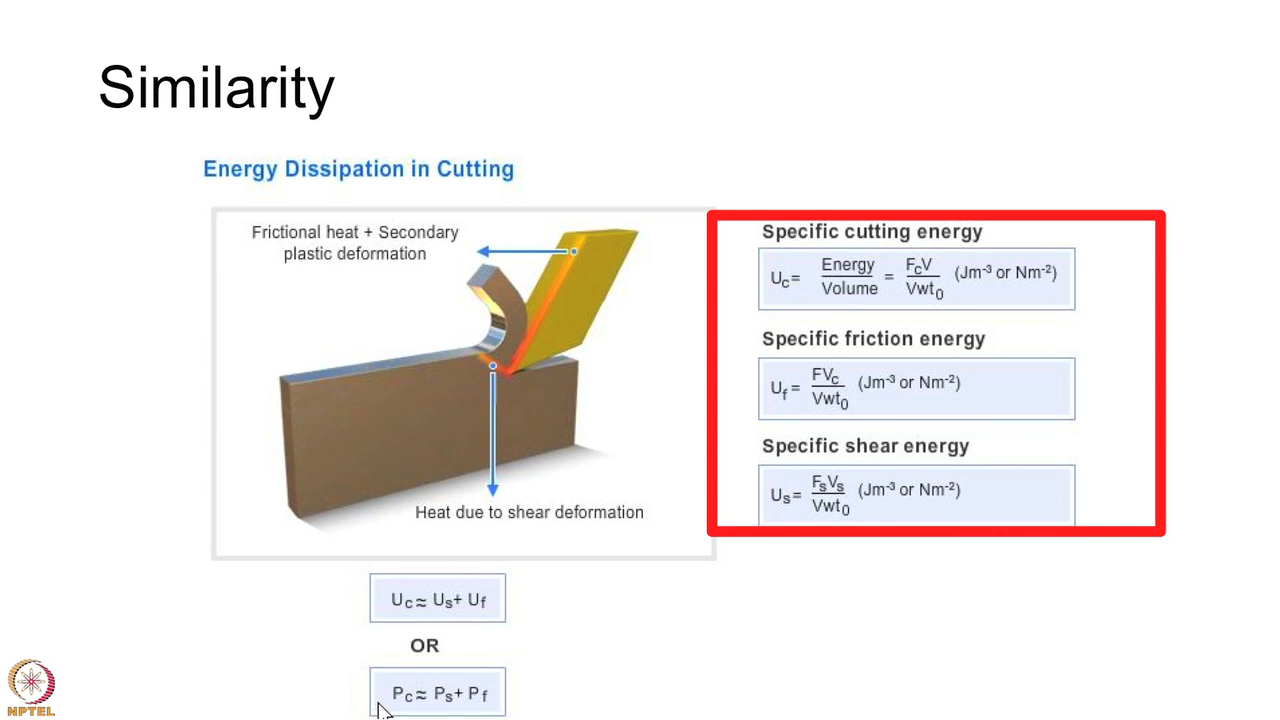 Similarity
Energy Dissipation in Cutting
Frictional heat + Secondary
plastic deformation
Heat due to shear deformation
Specific cutting energy
Uc= Energy/Volume = FcV/Vwt0 (Jm-3 or Nm-2)
Specific friction energy
Uf= FVc/Vwt0 (Jm-3 or Nm-2)
Specific shear energy
Us= FsVs/Vwt0 (Jm-3 or Nm-2)
Uc≈ Us+ Uf
OR
Pc≈ Ps+ Pf
NPTEL